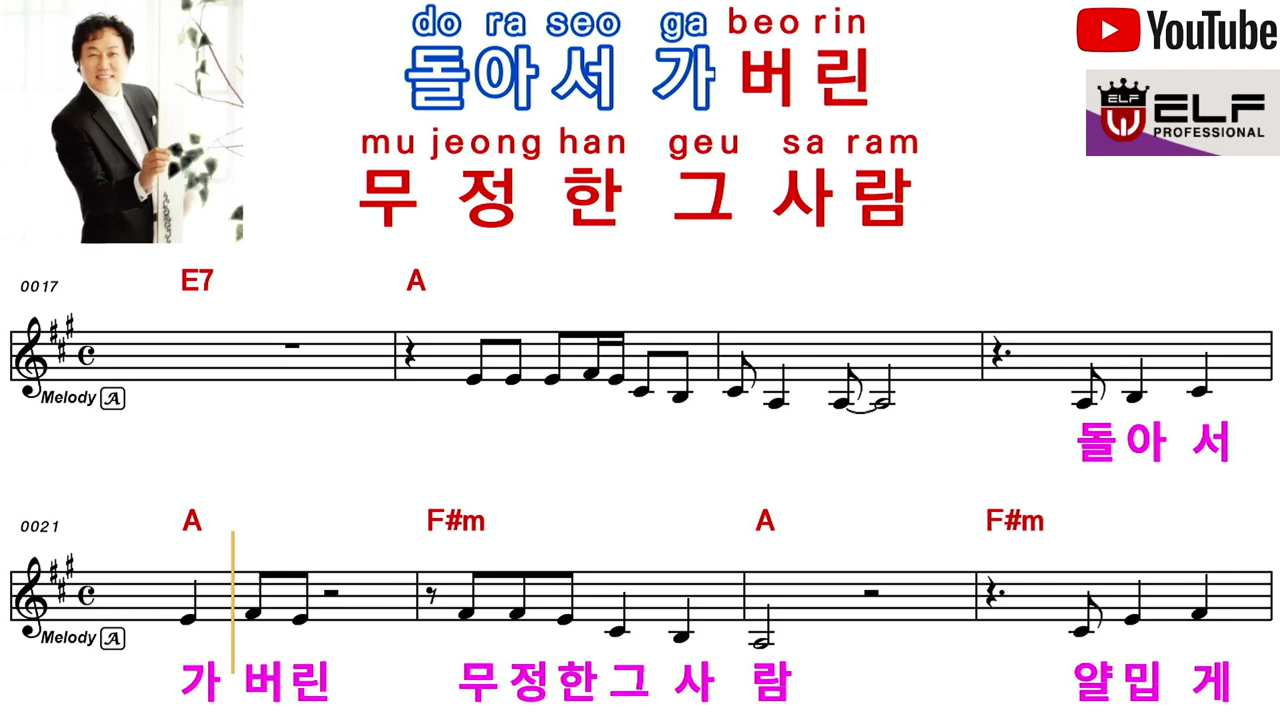 do ra seo ga beo rin
돌아서 가 버린
mu jeong han geu sa ram
무 정 한 그 사 람
YouTube
ELF
ELF
PROFESSIONAL
0017
E7 A
Melody A
돌아 서
0021
A F#m A F#m
Melody A
가 버린 무정한그 사 람 얄밉 게